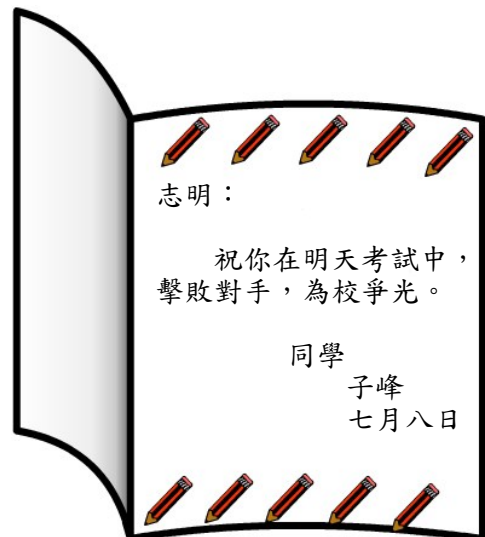 志明：
祝你在明天考試中，
擊敗對手，為校爭光。
同學
子峰
七月八日